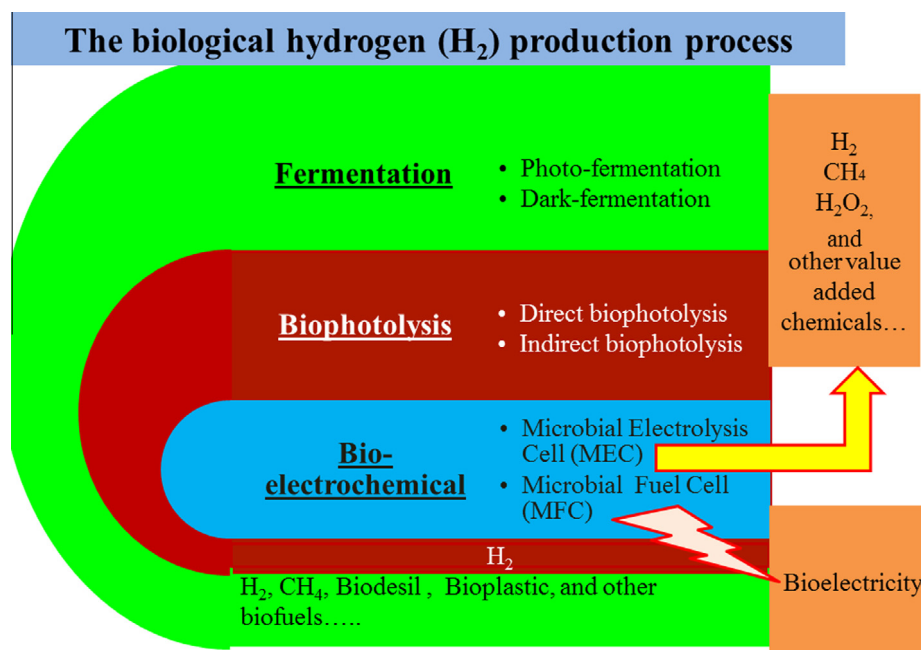 The biological hydrogen (H₂) production process
Fermentation
• Photo-fermentation
• Dark-fermentation
Biophotolysis
• Direct biophotolysis
• Indirect biophotolysis
Bio-
electrochemical
• Microbial Electrolysis
Cell (MEC)
• Microbial Fuel Cell
(MFC)
H₂
H₂, CH₄, Biodesil , Bioplastic, and other
biofuels…..
H₂
CH₄
H₂O₂,
and
other value
added
chemicals…
Bioelectricity